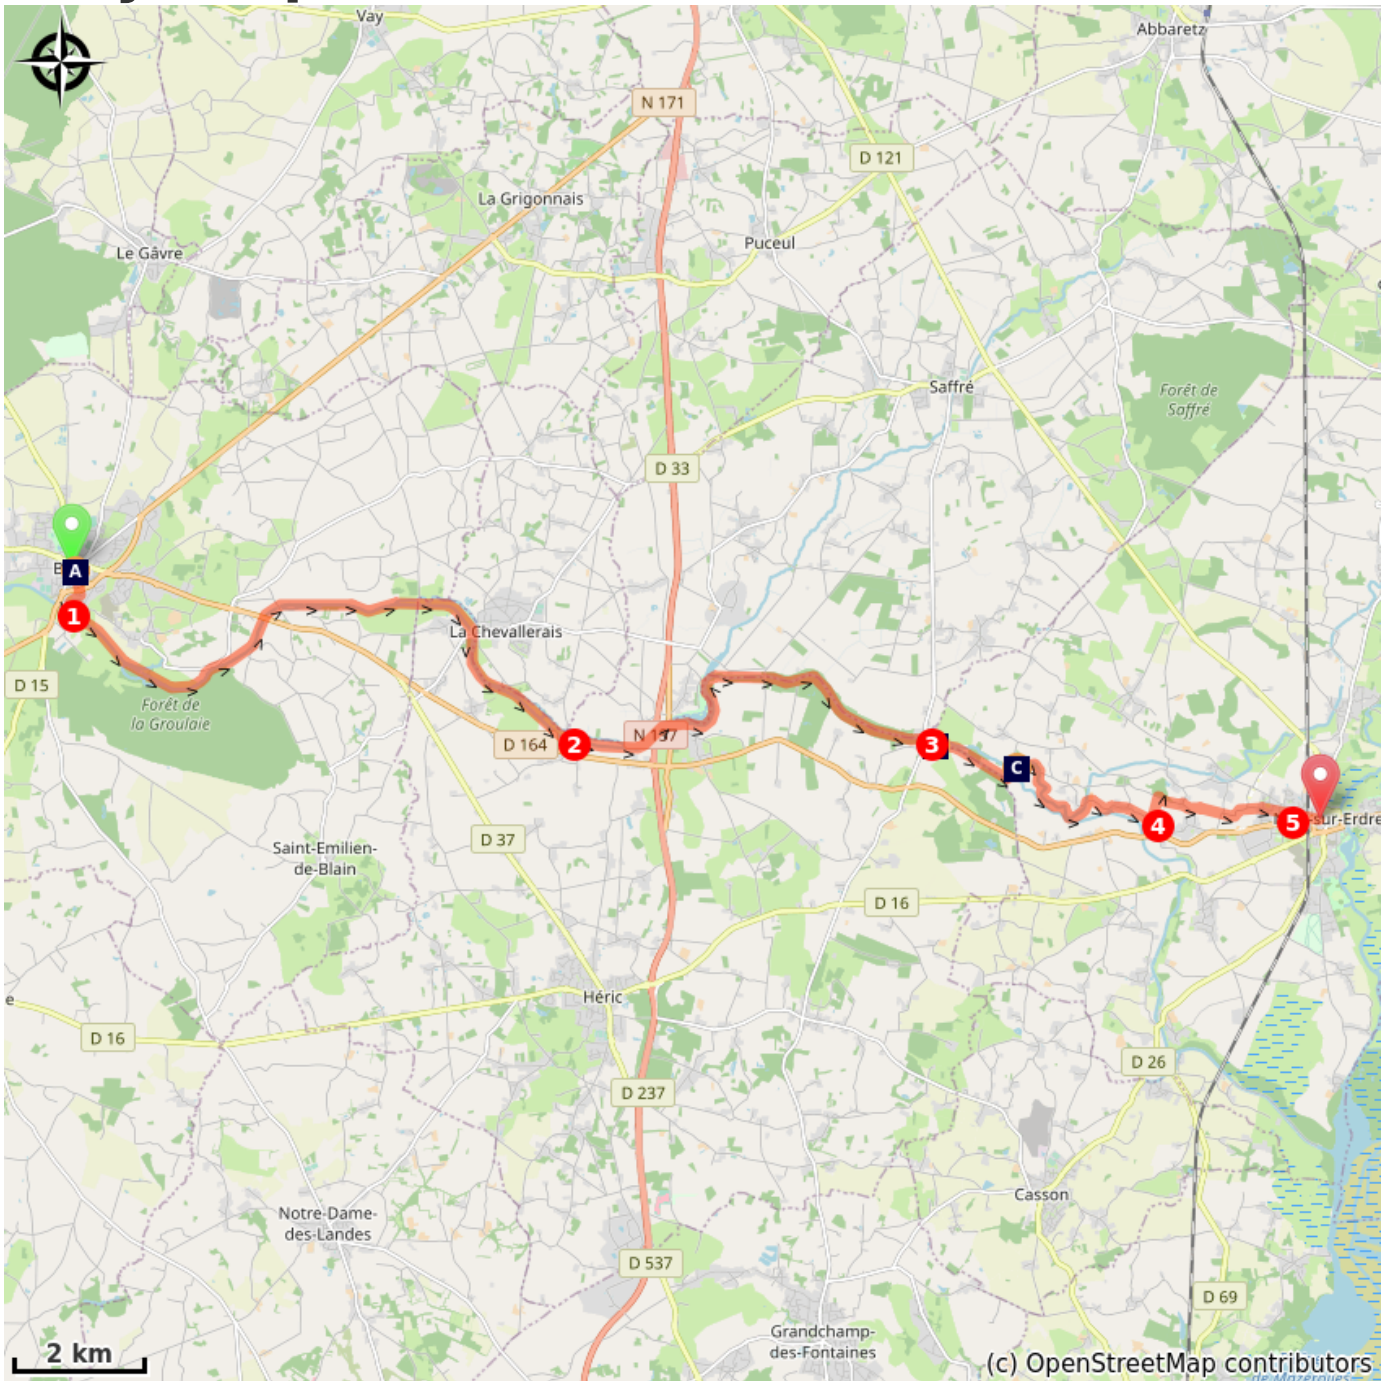 Vay
Abbaretz
N 171
D 121
La Grigonnais
Puceul
Le Gâvre
Saffré
Forêt de
Saffré
D 33
A
1
La Chevallerais
D 15
Forêt de
la Groulaie
D 164
2
N 137
3
C
4
5
-sur-Erdre
D 37
Saint-Emilien-
de-Blain
D 16
Héric
e
D 16
D 26
D 237
Casson
Notre-Dame-
des-Landes
D 537
D 69
Grandchamp-
des-Fontaines
2 km
(c) OpenStreetMap contributors
de Mazerolles